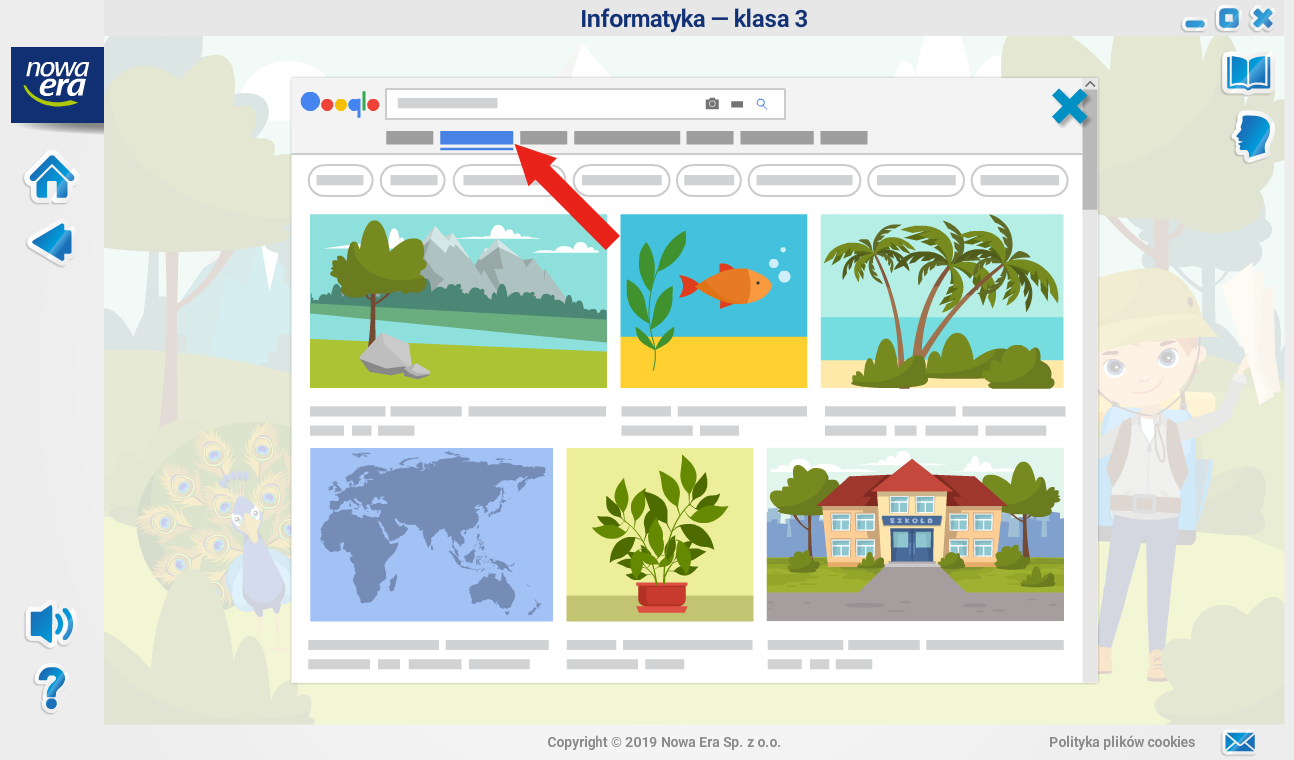 Informatyka — klasa 3
nowa
era
SZKOŁA
Copyright © 2019 Nowa Era Sp. z o.o.
Polityka plików cookies